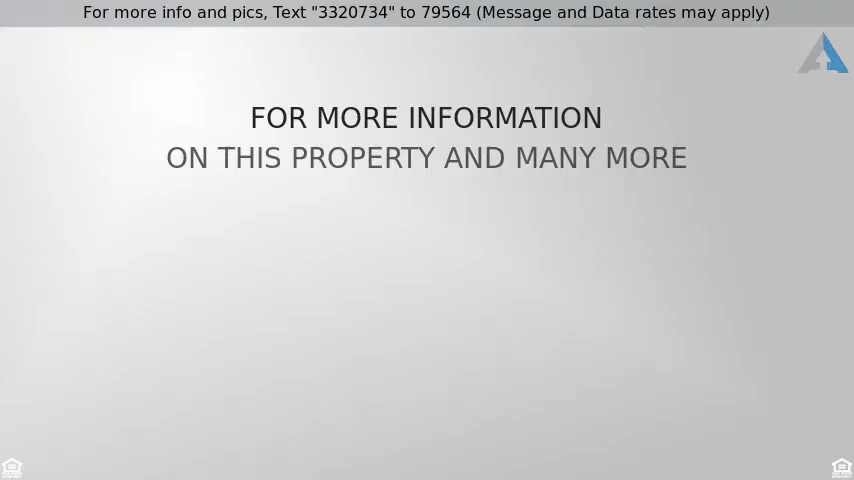 For more info and pics, Text "3320734" to 79564 (Message and Data rates may apply)
FOR MORE INFORMATION
ON THIS PROPERTY AND MANY MORE